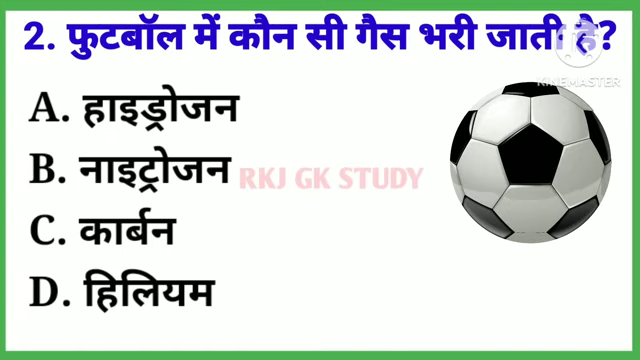 2. फुटबॉल में कौन सी गैस भरी जाती है?
KINEMASTER
A. हाइड्रोजन
B. नाइट्रोजन
RKJ GK STUDY
C. कार्बन
D. हिलियम